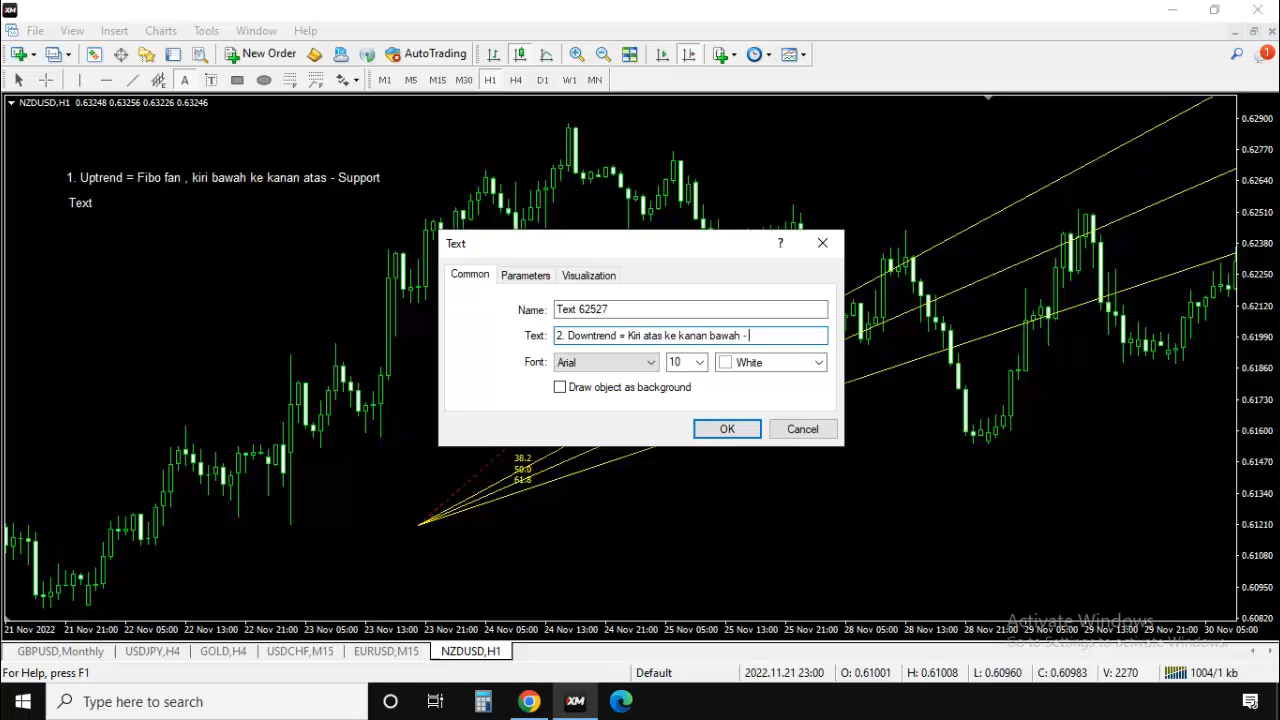 XM
File View Insert Charts Tools Window Help
New Order AutoTrading
A T M1 M5 M15 M30 H1 H4 D1 W1 MN
1
NZDUSD,H1 0.63248 0.63256 0.63226 0.63246
1. Uptrend = Fibo fan , kiri bawah ke kanan atas - Support
Text
Text ?
Common Parameters Visualization
Name: Text 62527
Text: 2. Downtrend = Kiri atas ke kanan bawah -
Font: Arial 10 White
Draw object as background
OK Cancel
38.2
50.0
61.8
0.62900
0.62770
0.62640
0.62510
0.62380
0.62250
0.62120
0.61990
0.61860
0.61730
0.61600
0.61470
0.61340
0.61210
0.61080
0.60950
0.60820
21 Nov 2022 21 Nov 21:00 22 Nov 05:00 22 Nov 13:00 22 Nov 21:00 23 Nov 05:00 23 Nov 13:00 23 Nov 21:00 24 Nov 05:00 24 Nov 13:00 24 Nov 21:00 25 Nov 05:00 25 Nov 13:00 25 Nov 21:00 28 Nov 05:00 28 Nov 13:00 28 Nov 21:00 29 Nov 05:00 29 Nov 13:00 29 Nov 21:00 30 Nov 05:00
Activate Windows
Go to Settings to activate Windows.
GBPUSD,Monthly USDJPY,H4 GOLD,H4 USDCHF,M15 EURUSD,M15 NZDUSD,H1
For Help, press F1 Default 2022.11.21 23:00 O: 0.61001 H: 0.61008 L: 0.60960 C: 0.60983 V: 2270 1004/1 kb
Type here to search XM